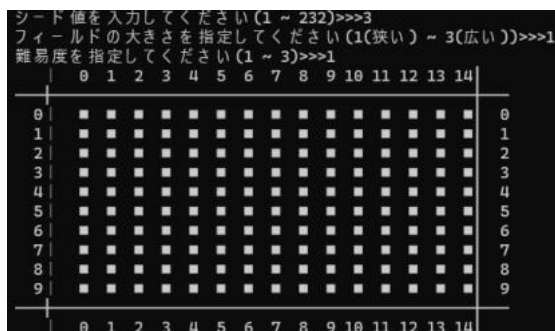 シード値を入力してください(1 ~ 232)>>>3
フィールドの大きさを指定してください(1(狭い) ~ 3(広い))>>>1
難易度を指定してください(1 ~ 3)>>>1
0 1 2 3 4 5 6 7 8 9 10 11 12 13 14
0 ■ ■ ■ ■ ■ ■ ■ ■ ■ ■ ■ ■ ■ ■ ■ 0
1 ■ ■ ■ ■ ■ ■ ■ ■ ■ ■ ■ ■ ■ ■ ■ 1
2 ■ ■ ■ ■ ■ ■ ■ ■ ■ ■ ■ ■ ■ ■ ■ 2
3 ■ ■ ■ ■ ■ ■ ■ ■ ■ ■ ■ ■ ■ ■ ■ 3
4 ■ ■ ■ ■ ■ ■ ■ ■ ■ ■ ■ ■ ■ ■ ■ 4
5 ■ ■ ■ ■ ■ ■ ■ ■ ■ ■ ■ ■ ■ ■ ■ 5
6 ■ ■ ■ ■ ■ ■ ■ ■ ■ ■ ■ ■ ■ ■ ■ 6
7 ■ ■ ■ ■ ■ ■ ■ ■ ■ ■ ■ ■ ■ ■ ■ 7
8 ■ ■ ■ ■ ■ ■ ■ ■ ■ ■ ■ ■ ■ ■ ■ 8
9 ■ ■ ■ ■ ■ ■ ■ ■ ■ ■ ■ ■ ■ ■ ■ 9
0 1 2 3 4 5 6 7 8 9 10 11 12 13 14